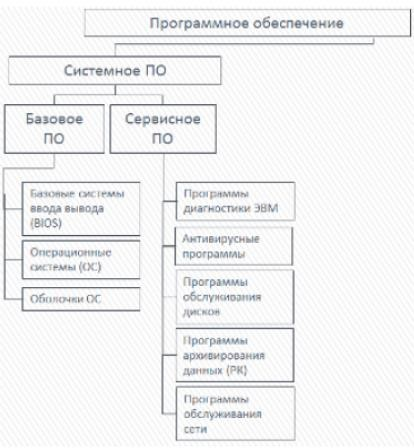 Программное обеспечение
Системное ПО
Базовое
ПО
Сервисное
ПО
Базовые системы
ввода вывода
(BIOS)
Операционные
системы (ОС)
Оболочки ОС
Программы
диагностики ЭВМ
Антивирусные
программы
Программы
обслуживания
дисков
Программы
архивирования
данных (РК)
Программы
обслуживания
сети